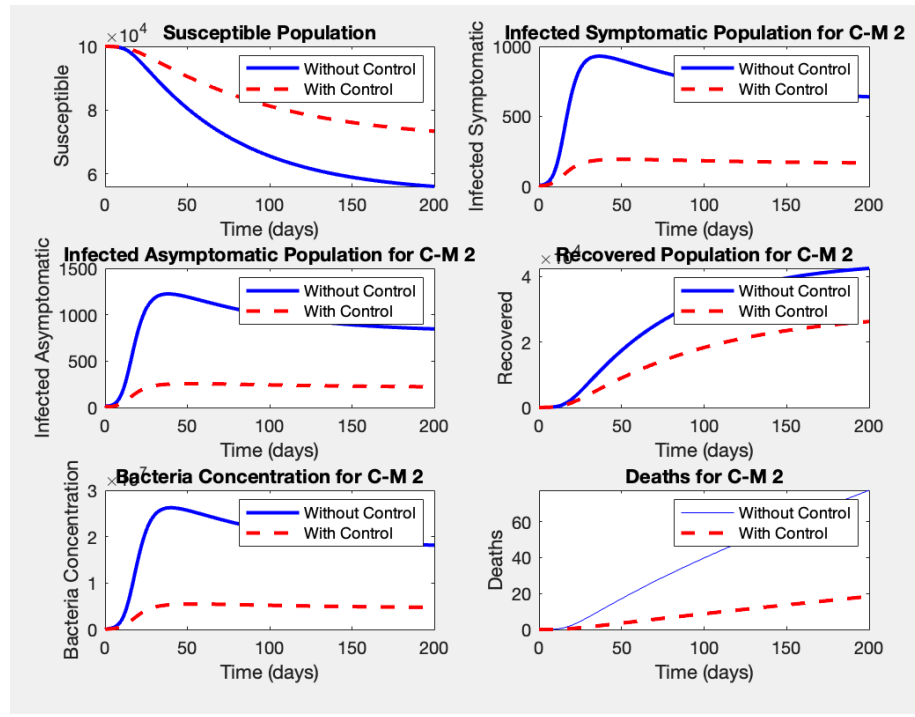 Susceptible Population
× 10^4
10
8
6
Susceptible
0 50 100 150 200
Time (days)
Without Control
With Control
Infected Symptomatic Population for C-M 2
1000
500
0
Infected Symptomatic
0 50 100 150 200
Time (days)
Without Control
With Control
Infected Asymptomatic Population for C-M 2
1500
1000
500
0
Infected Asymptomatic
0 50 100 150 200
Time (days)
Without Control
With Control
Recovered Population for C-M 2
4
2
0
Recovered
0 50 100 150 200
Time (days)
Without Control
With Control
Bacteria Concentration for C-M 2
3
2
1
0
Bacteria Concentration
0 50 100 150 200
Time (days)
Without Control
With Control
Deaths for C-M 2
60
40
20
0
Deaths
0 50 100 150 200
Time (days)
Without Control
With Control